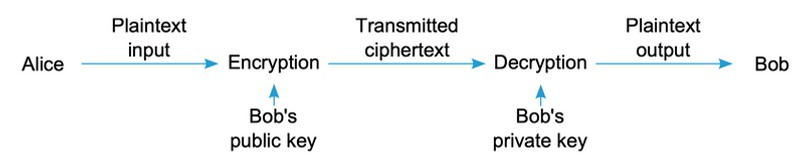 Plaintext
input
Transmitted
ciphertext
Plaintext
output
Alice
Encryption
Decryption
Bob
Bob's
public key
Bob's
private key